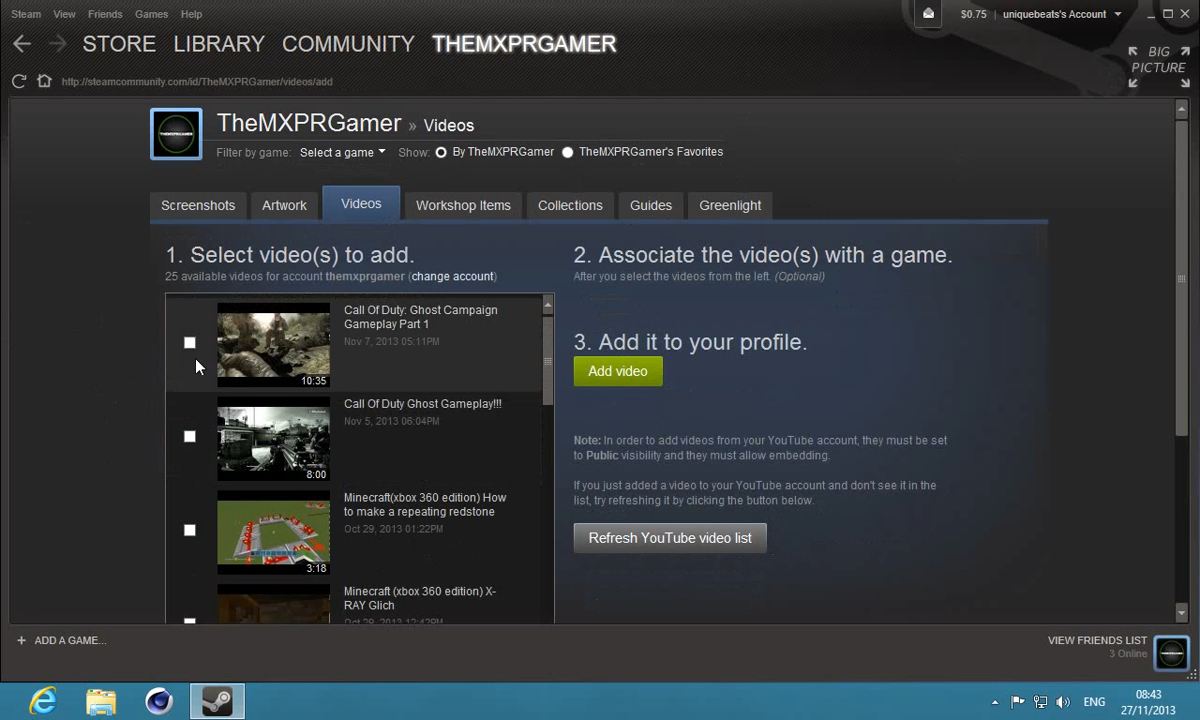 Steam View Friends Games Help
$0.75 uniquebeats's Account
STORE LIBRARY COMMUNITY THEMXPRGAMER
BIG PICTURE
http://steamcommunity.com/id/TheMXPRGamer/videos/add
TheMXPRGamer » Videos
Filter by game: Select a game Show: By TheMXPRGamer TheMXPRGamer's Favorites
Screenshots Artwork Videos Workshop Items Collections Guides Greenlight
1. Select video(s) to add.
25 available videos for account themxprgamer (change account)
Call Of Duty: Ghost Campaign
Gameplay Part 1
Nov 7, 2013 05:11PM
10:35
Call Of Duty Ghost Gameplay!!!
Nov 5, 2013 06:04PM
8:00
Minecraft(xbox 360 edition) How
to make a repeating redstone
Oct 29, 2013 01:22PM
3:18
Minecraft (xbox 360 edition) X-
RAY Glich
Oct 29, 2013 12:42PM
2. Associate the video(s) with a game.
After you select the videos from the left. (Optional)
3. Add it to your profile.
Add video
Note: In order to add videos from your YouTube account, they must be set
to Public visibility and they must allow embedding.
If you just added a video to your YouTube account and don't see it in the
list, try refreshing it by clicking the button below.
Refresh YouTube video list
+ ADD A GAME...
VIEW FRIENDS LIST
3 Online
ENG
08:43
27/11/2013